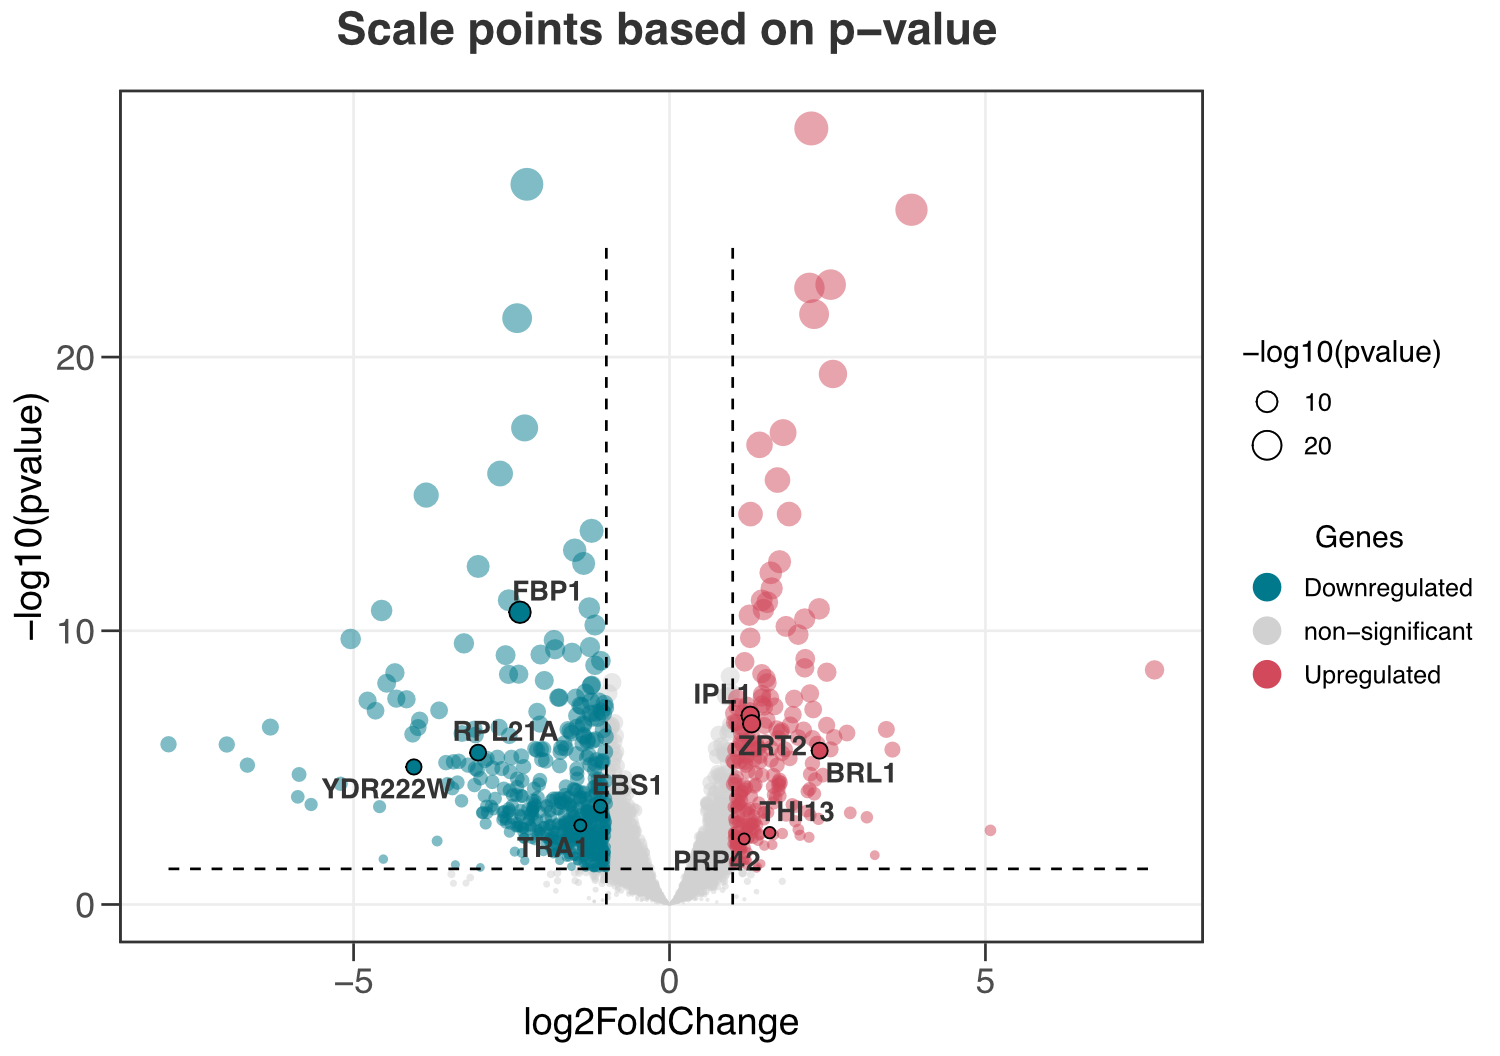 Scale points based on p−value
−log10(pvalue)
20
10
0
−5
0
5
log2FoldChange
FBP1
IPL1
RPL21A
ZRT2
BRL1
YDR222W
EBS1
THI13
TRA1
PRP42
−log10(pvalue)
10
20
Genes
Downregulated
non−significant
Upregulated